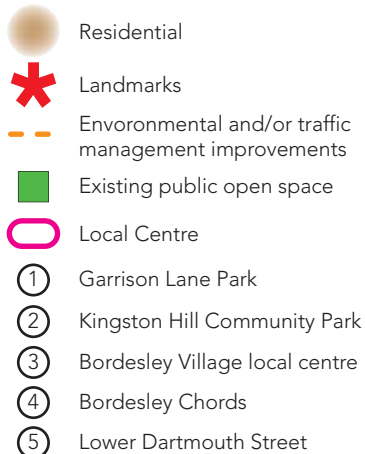 Residential
Landmarks
Envoronmental and/or traffic
management improvements
Existing public open space
Local Centre
1 Garrison Lane Park
2 Kingston Hill Community Park
3 Bordesley Village local centre
4 Bordesley Chords
5 Lower Dartmouth Street